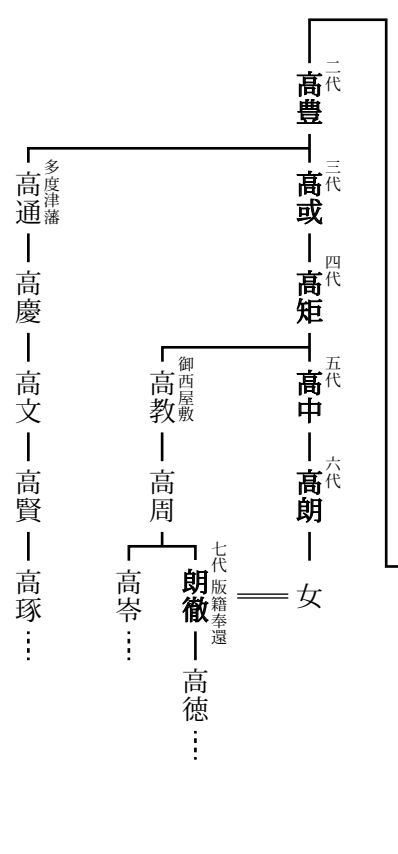 二代
高豊
三代
高或
四代
高矩
五代
高中
六代
高朗
女
御西屋敷
高教
高周
七代 版籍奉還
朗徹
高徳
高岺
多度津藩
高通
高慶
高文
高賢
高琢